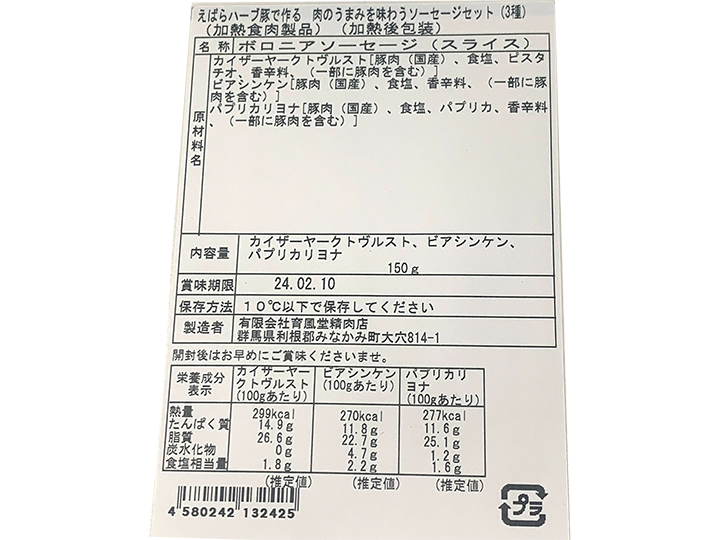 えばらハーブ豚で作る 肉のうまみを味わうソーセージセット（3種）
（加熱食肉製品）（加熱後包装）
名 称 ボロニアソーセージ（スライス）
原材料名
カイザーヤークトヴルスト[豚肉（国産）、食塩、ピスタ
チオ、香辛料、（一部に豚肉を含む）]
ビアシンケン[豚肉（国産）、食塩、香辛料、（一部に豚
肉を含む）]
パプリカリヨナ[豚肉（国産）、食塩、パプリカ、香辛料
、（一部に豚肉を含む）]
内容量 カイザーヤークトヴルスト、ビアシンケン、
パプリカリヨナ
150ｇ
賞味期限 24.02.10
保存方法 １０℃以下で保存してください
製造者 有限会社育風堂精肉店
群馬県利根郡みなかみ町大穴814-1
開封後はお早めにご賞味くださいませ。
栄養成分 カイザーヤー ビアシンケン パプリカリ
表示 クトヴルスト (100gあたり) ヨナ
(100gあたり) (100gあたり)
熱量 299kcal 270kcal 277kcal
たんぱく質 14.9ｇ 11.8ｇ 11.6ｇ
脂質 26.6ｇ 22.7ｇ 25.1ｇ
炭水化物 0ｇ 4.7ｇ 1.2ｇ
食塩相当量 1.8ｇ 2.2ｇ 1.6ｇ
(推定値) (推定値) (推定値)
4 580242 132425
プラ